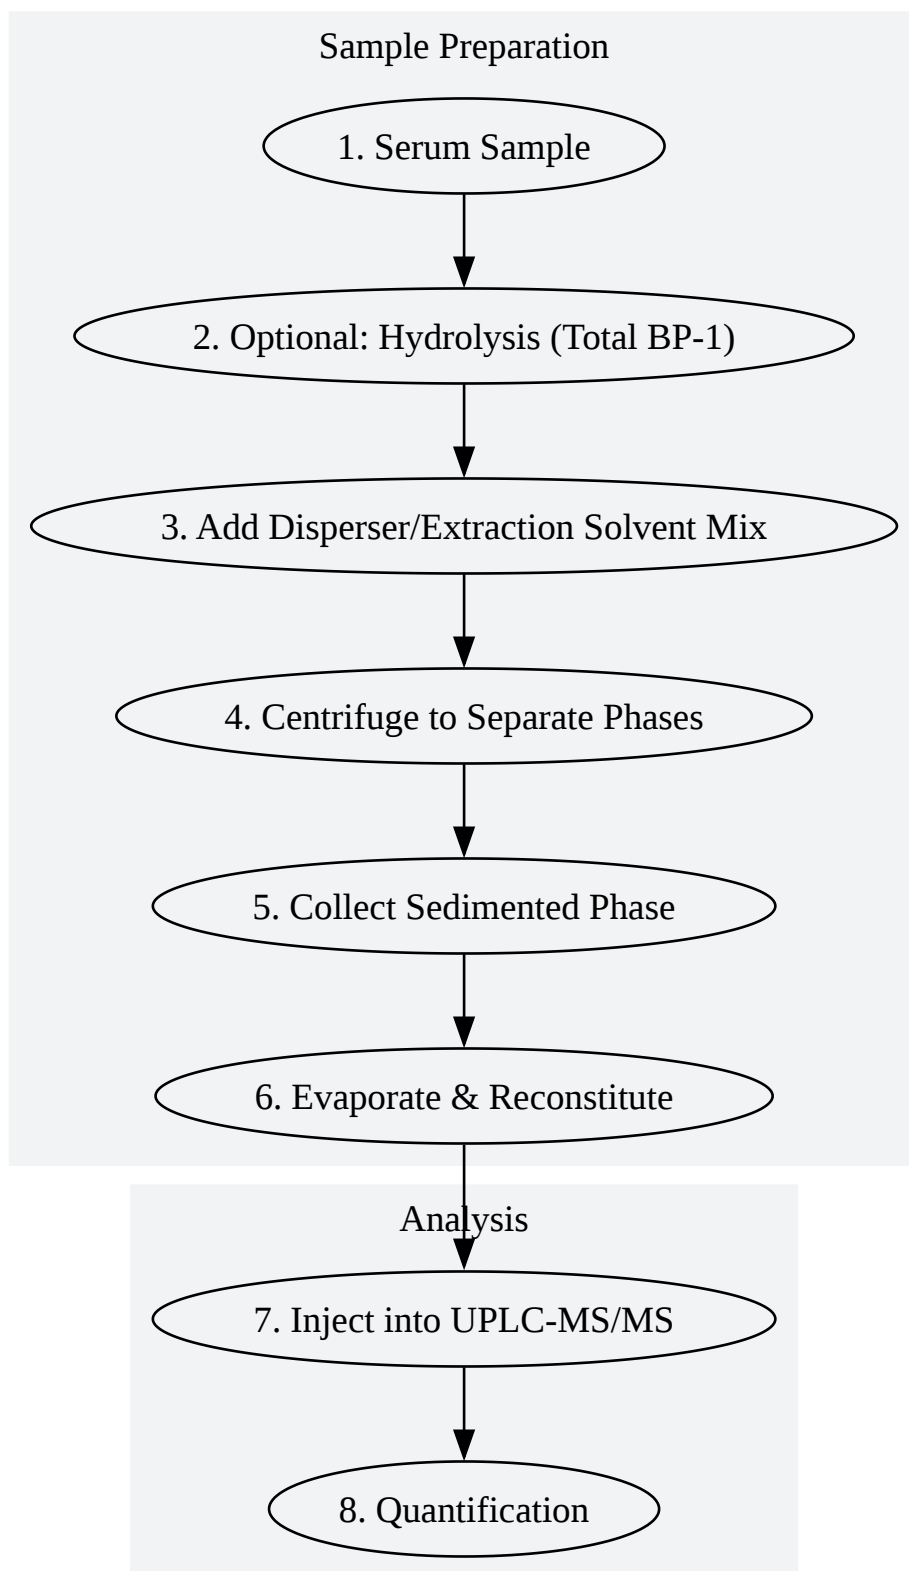 Sample Preparation
1. Serum Sample
2. Optional: Hydrolysis (Total BP-1)
3. Add Disperser/Extraction Solvent Mix
4. Centrifuge to Separate Phases
5. Collect Sedimented Phase
6. Evaporate & Reconstitute
Analysis
7. Inject into UPLC-MS/MS
8. Quantification